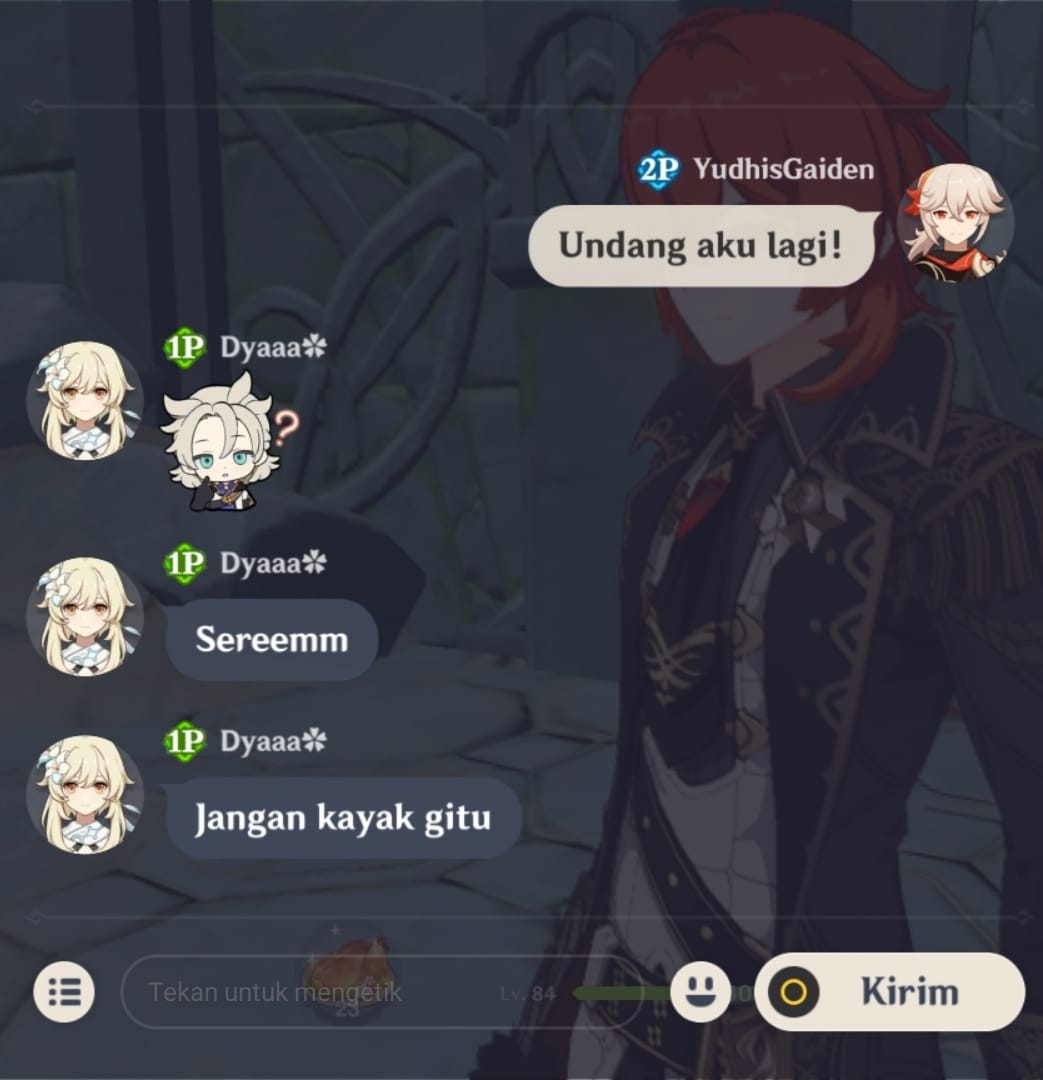 2P YudhisGaiden
Undang aku lagi!
1P Dyaaa✤
?
1P Dyaaa✤
Sereemm
1P Dyaaa✤
Jangan kayak gitu
Tekan untuk mengetik
Lv. 84
23
Kirim